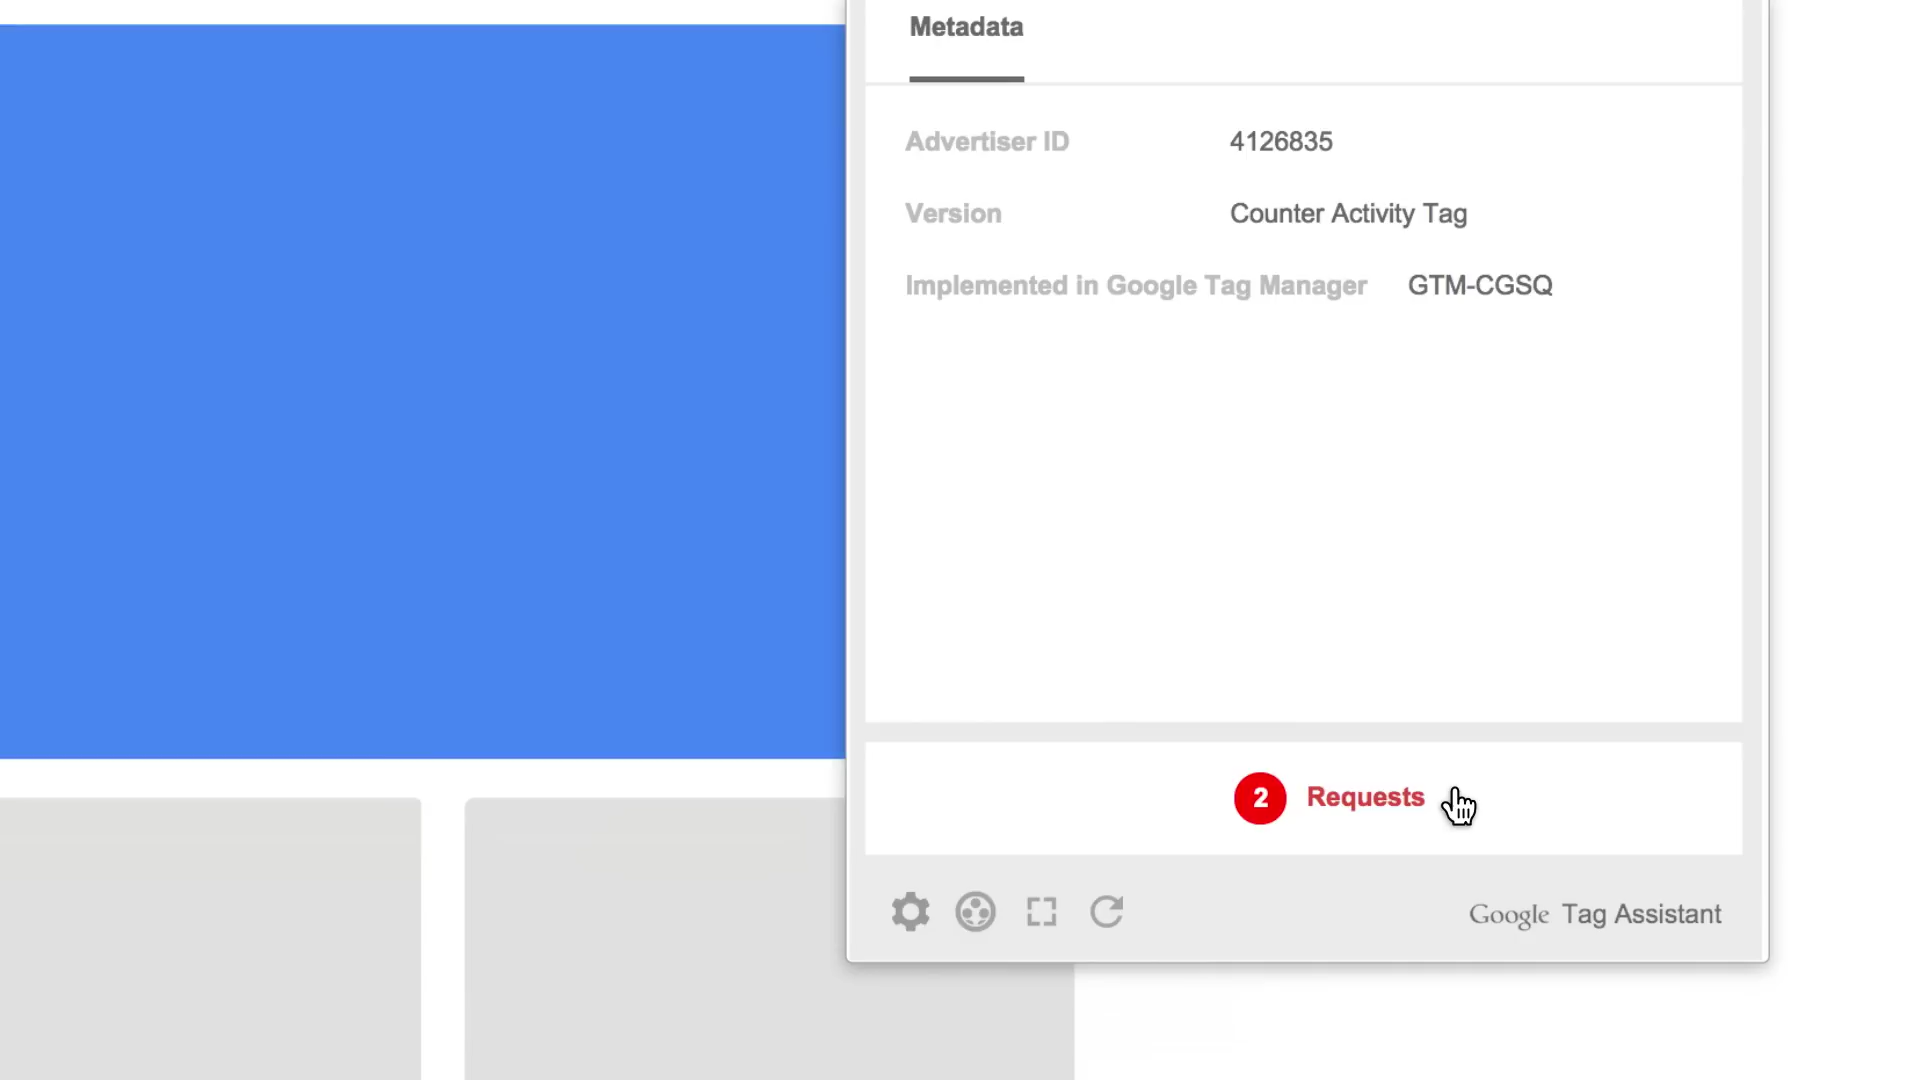 Metadata
Advertiser ID 4126835
Version Counter Activity Tag
Implemented in Google Tag Manager GTM-CGSQ
2 Requests
Google Tag Assistant